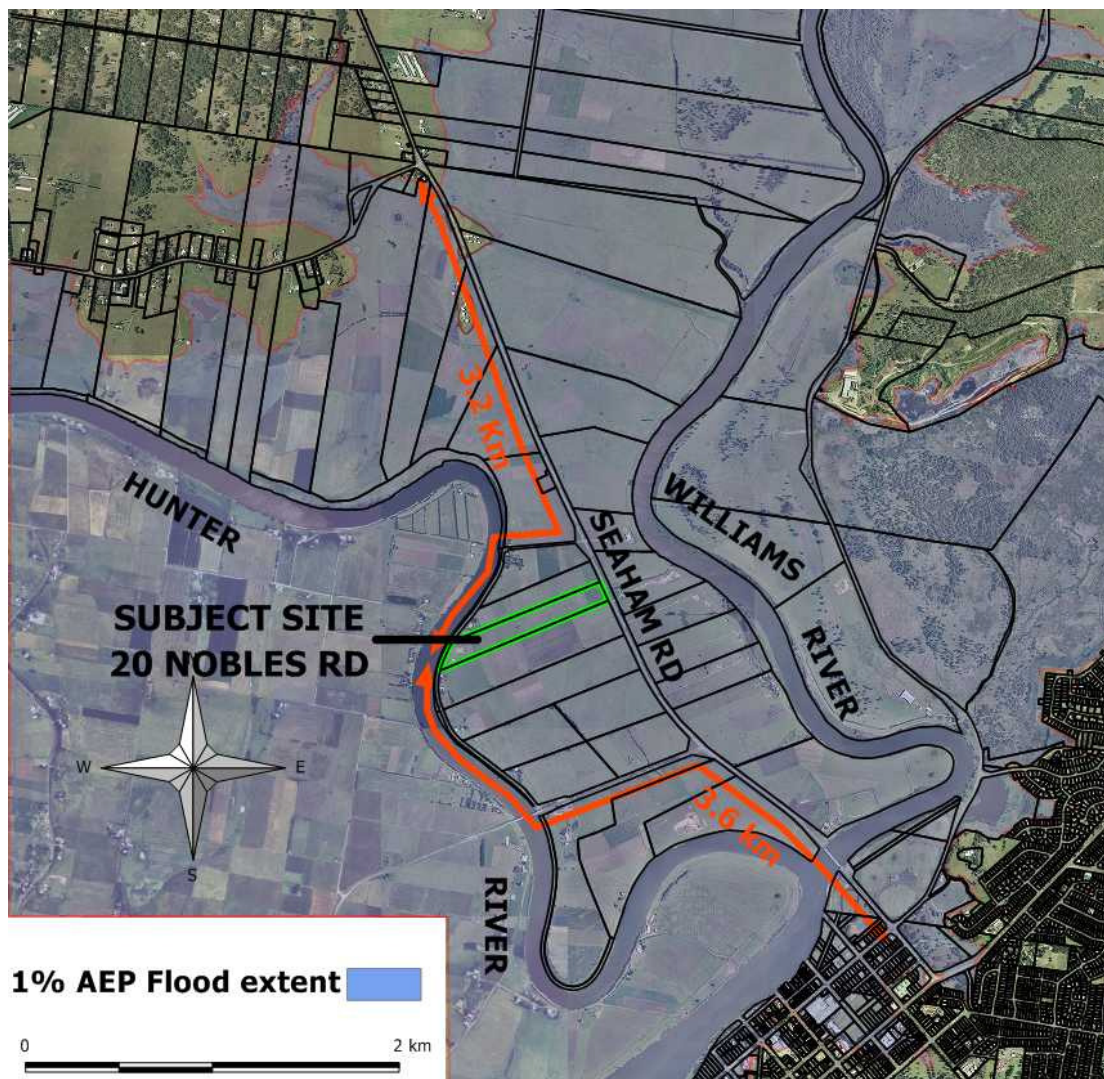 3.2 Km
HUNTER
WILLIAMS
SEAHAM RD
SUBJECT SITE
20 NOBLES RD
RIVER
N
W
E
S
3.6 km
RIVER
1% AEP Flood extent
0
2 km